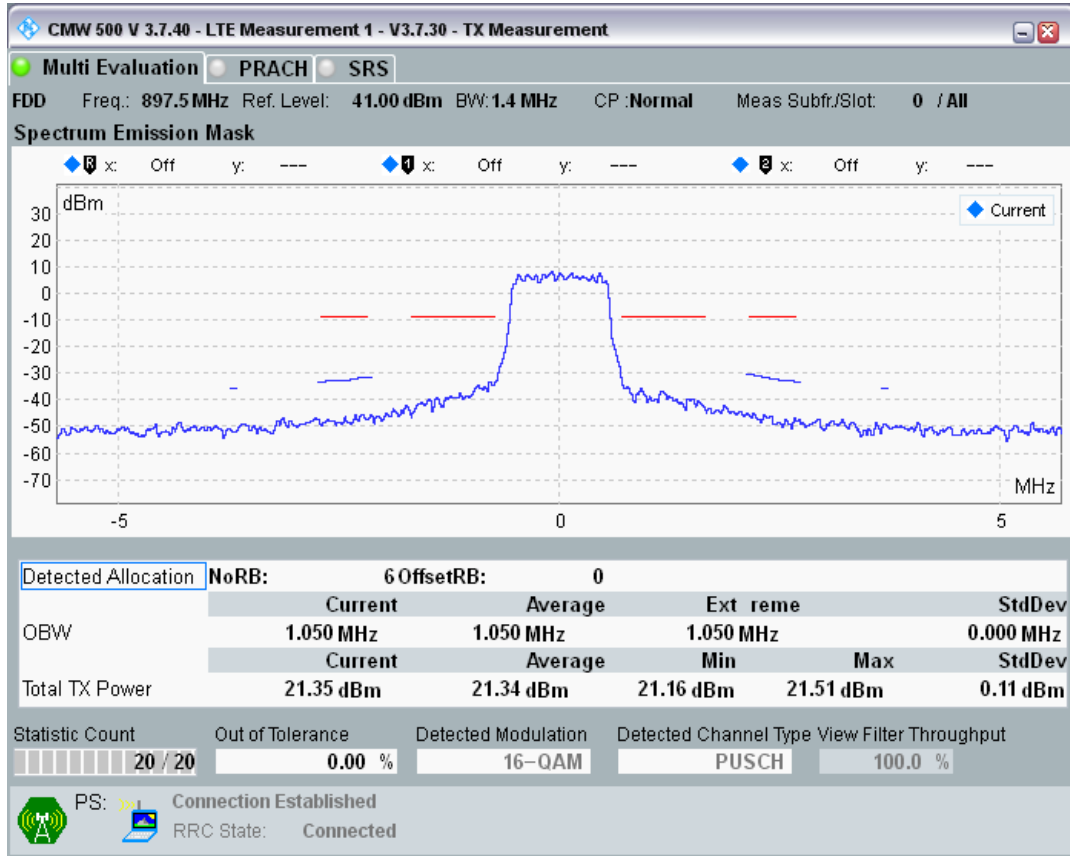 CMW 500 V 3.7.40 - LTE Measurement 1 - V3.7.30 - TX Measurement
Multi Evaluation PRACH SRS
FDD Freq.: 897.5 MHz Ref. Level: 41.00 dBm BW: 1.4 MHz CP :Normal Meas Subfr./Slot: 0 / All
Spectrum Emission Mask
R x: Off y: --- 1 x: Off y: --- 2 x: Off y: ---
dBm
Current
30
20
10
0
-10
-20
-30
-40
-50
-60
-70
MHz
-5 0 5
Detected Allocation NoRB: 6 OffsetRB: 0
Current Average Ext reme StdDev
OBW 1.050 MHz 1.050 MHz 1.050 MHz 0.000 MHz
Current Average Min Max StdDev
Total TX Power 21.35 dBm 21.34 dBm 21.16 dBm 21.51 dBm 0.11 dBm
Statistic Count Out of Tolerance Detected Modulation Detected Channel Type View Filter Throughput
20 / 20 0.00 % 16-QAM PUSCH 100.0 %
PS: Connection Established
RRC State: Connected